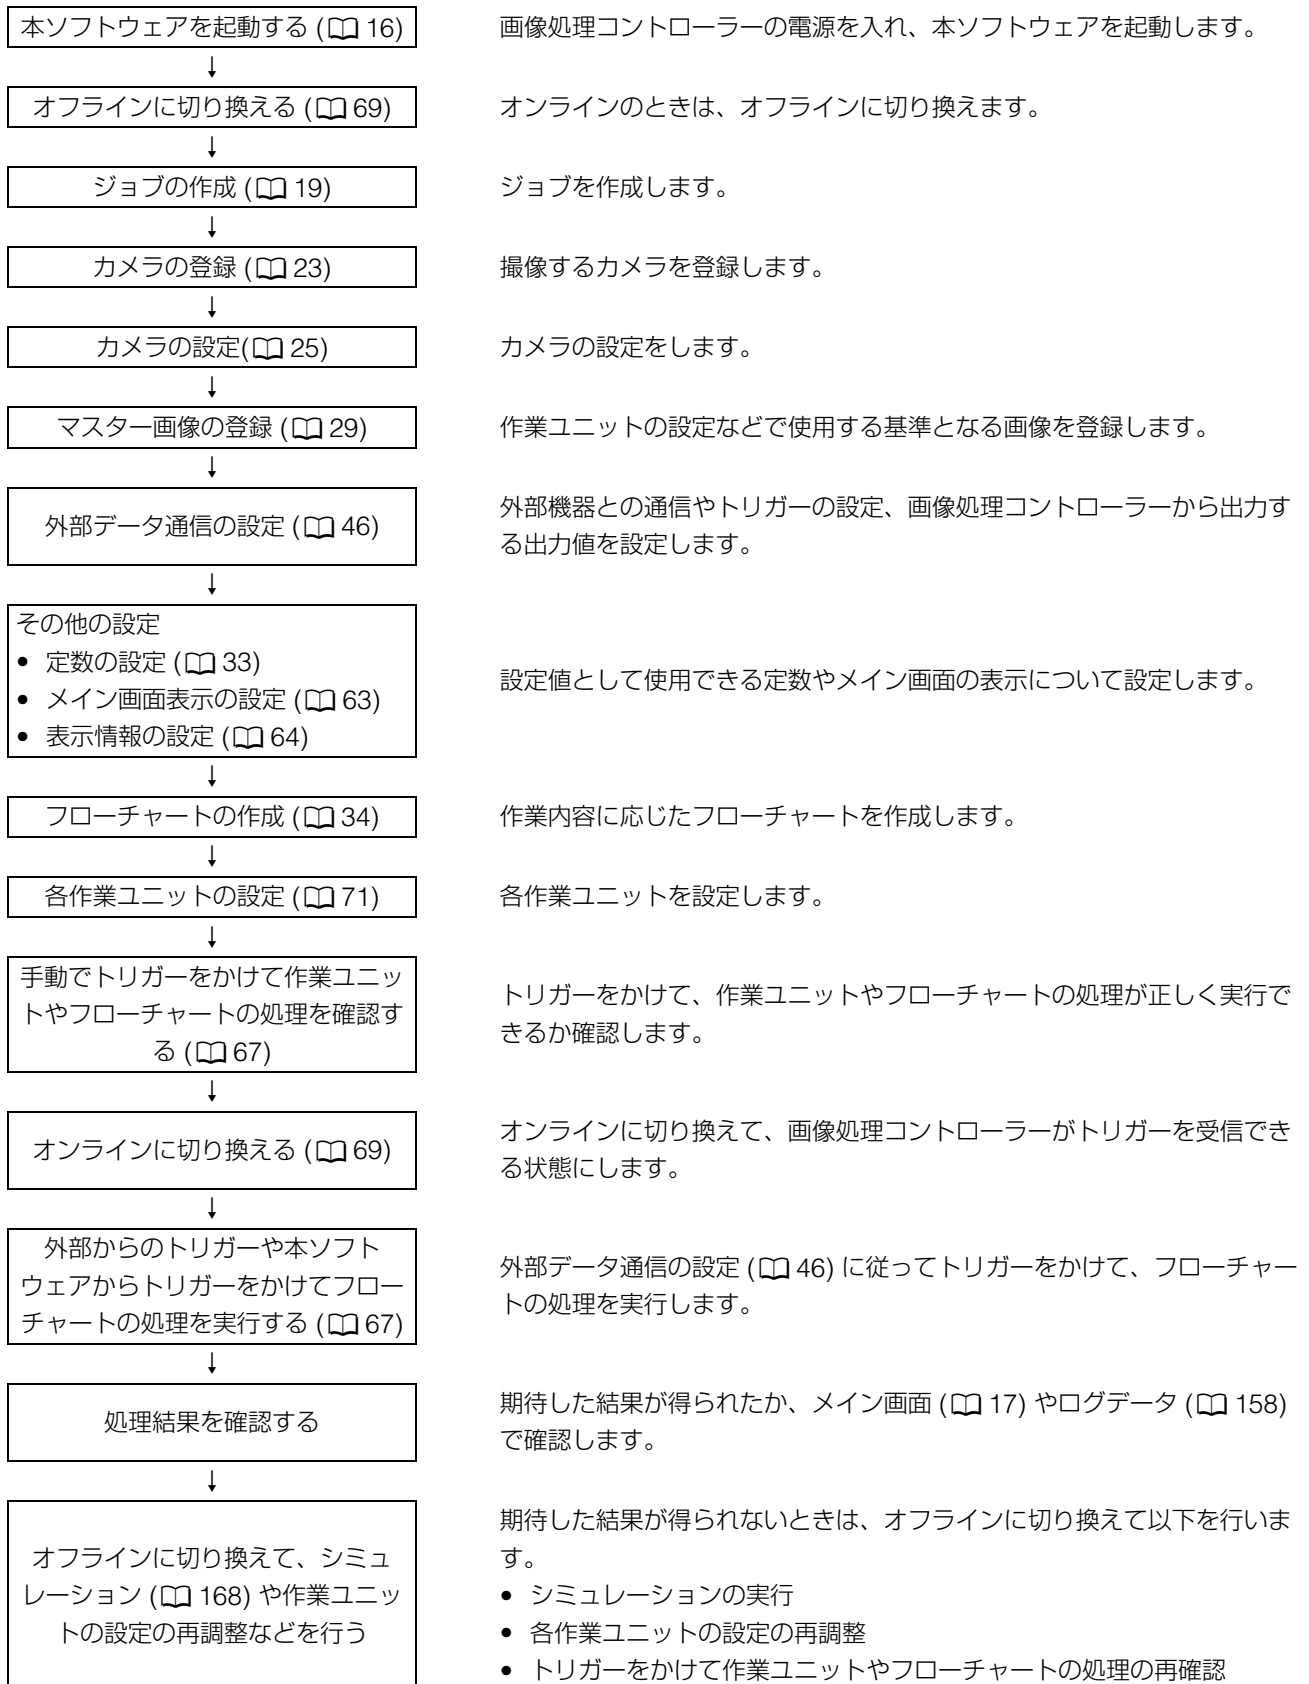 本ソフトウェアを起動する (📖 16)
画像処理コントローラーの電源を入れ、本ソフトウェアを起動します。
↓
オフラインに切り換える (📖 69)
オンラインのときは、オフラインに切り換えます。
↓
ジョブの作成 (📖 19)
ジョブを作成します。
↓
カメラの登録 (📖 23)
撮像するカメラを登録します。
↓
カメラの設定(📖 25)
カメラの設定をします。
↓
マスター画像の登録 (📖 29)
作業ユニットの設定などで使用する基準となる画像を登録します。
↓
外部データ通信の設定 (📖 46)
外部機器との通信やトリガーの設定、画像処理コントローラーから出力す
る出力値を設定します。
↓
その他の設定
• 定数の設定 (📖 33)
• メイン画面表示の設定 (📖 63)
• 表示情報の設定 (📖 64)
設定値として使用できる定数やメイン画面の表示について設定します。
↓
フローチャートの作成 (📖 34)
作業内容に応じたフローチャートを作成します。
↓
各作業ユニットの設定 (📖 71)
各作業ユニットを設定します。
↓
手動でトリガーをかけて作業ユニッ
トやフローチャートの処理を確認す
る (📖 67)
トリガーをかけて、作業ユニットやフローチャートの処理が正しく実行で
きるか確認します。
↓
オンラインに切り換える (📖 69)
オンラインに切り換えて、画像処理コントローラーがトリガーを受信でき
る状態にします。
↓
外部からのトリガーや本ソフト
ウェアからトリガーをかけてフロー
チャートの処理を実行する (📖 67)
外部データ通信の設定 (📖 46) に従ってトリガーをかけて、フローチャー
トの処理を実行します。
↓
処理結果を確認する
期待した結果が得られたか、メイン画面 (📖 17) やログデータ (📖 158)
で確認します。
↓
オフラインに切り換えて、シミュ
レーション (📖 168) や作業ユニッ
トの設定の再調整などを行う
期待した結果が得られないときは、オフラインに切り換えて以下を行いま
す。
• シミュレーションの実行
• 各作業ユニットの設定の再調整
• トリガーをかけて作業ユニットやフローチャートの処理の再確認